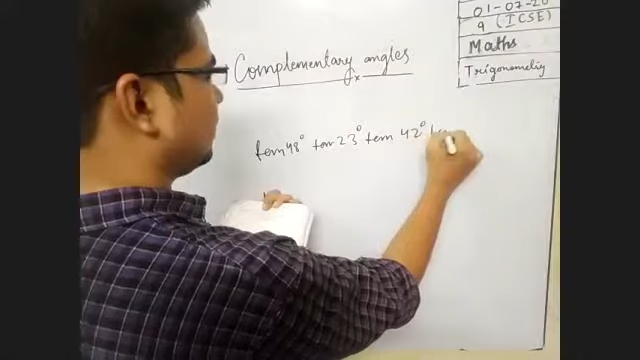 01-07-20
9 (ICSE)
Maths
Trigonometry
Complementary angles
tan 48° tan 23° tan 42°